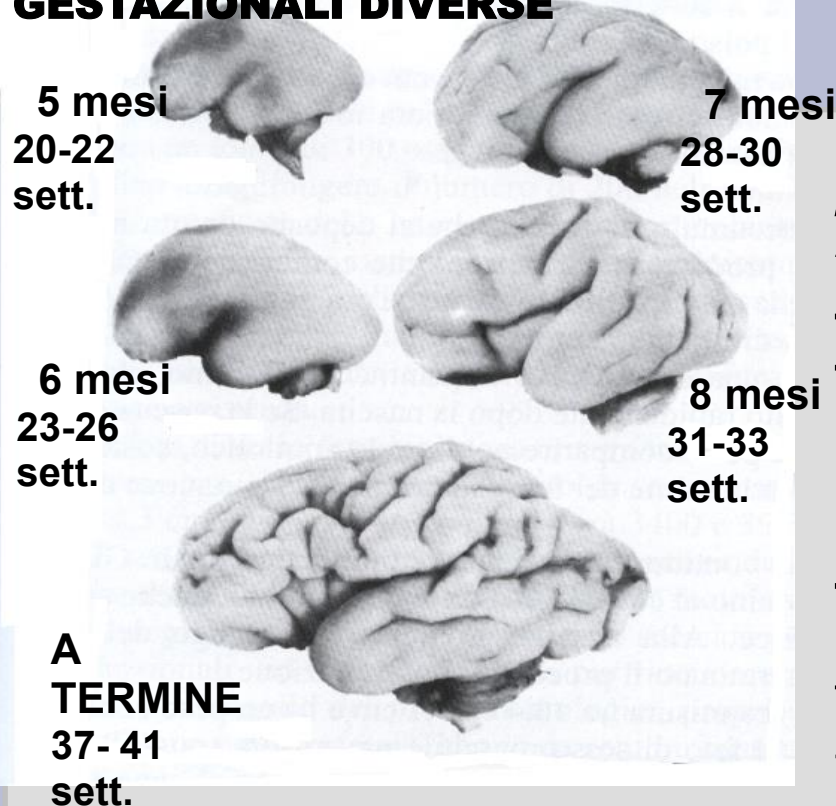 GESTAZIONALI DIVERSE
5 mesi
20-22
sett.
7 mesi
28-30
sett.
6 mesi
23-26
sett.
8 mesi
31-33
sett.
A
TERMINE
37- 41
sett.